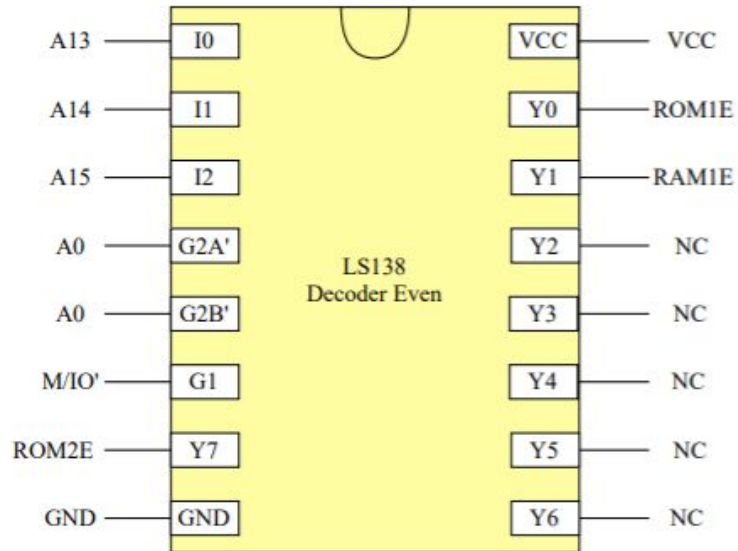 A13 I0 VCC VCC
A14 I1 Y0 ROM1E
A15 I2 Y1 RAM1E
A0 G2A' Y2 NC
LS138
Decoder Even
A0 G2B' Y3 NC
M/IO' G1 Y4 NC
ROM2E Y7 Y5 NC
GND GND Y6 NC